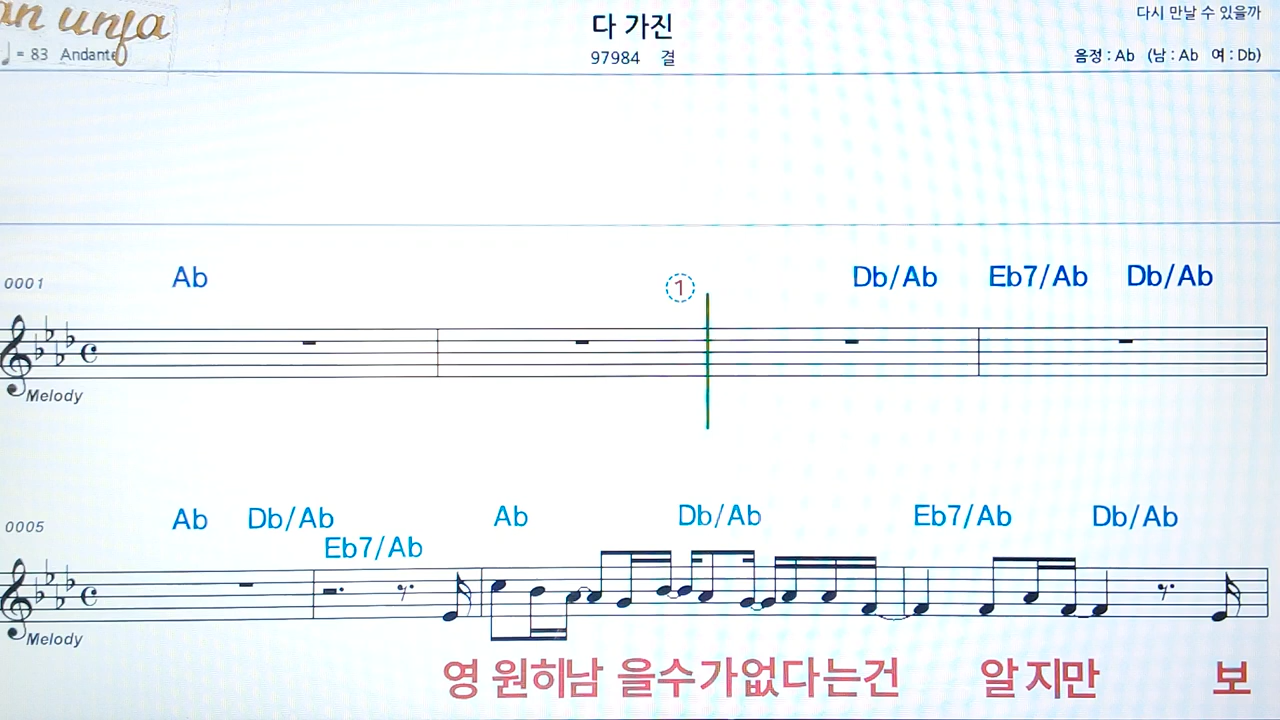 an unja
다 가진
다시 만날 수 있을까
♩ = 83 Andante
97984 결
음정 : Ab (남 : Ab 여 : Db)
Ab ① Db/Ab Eb7/Ab Db/Ab
0001
Melody
Ab Db/Ab Ab Db/Ab Eb7/Ab Db/Ab
0005
Eb7/Ab
Melody
영 원히남 을수가없다는건 알지만 보